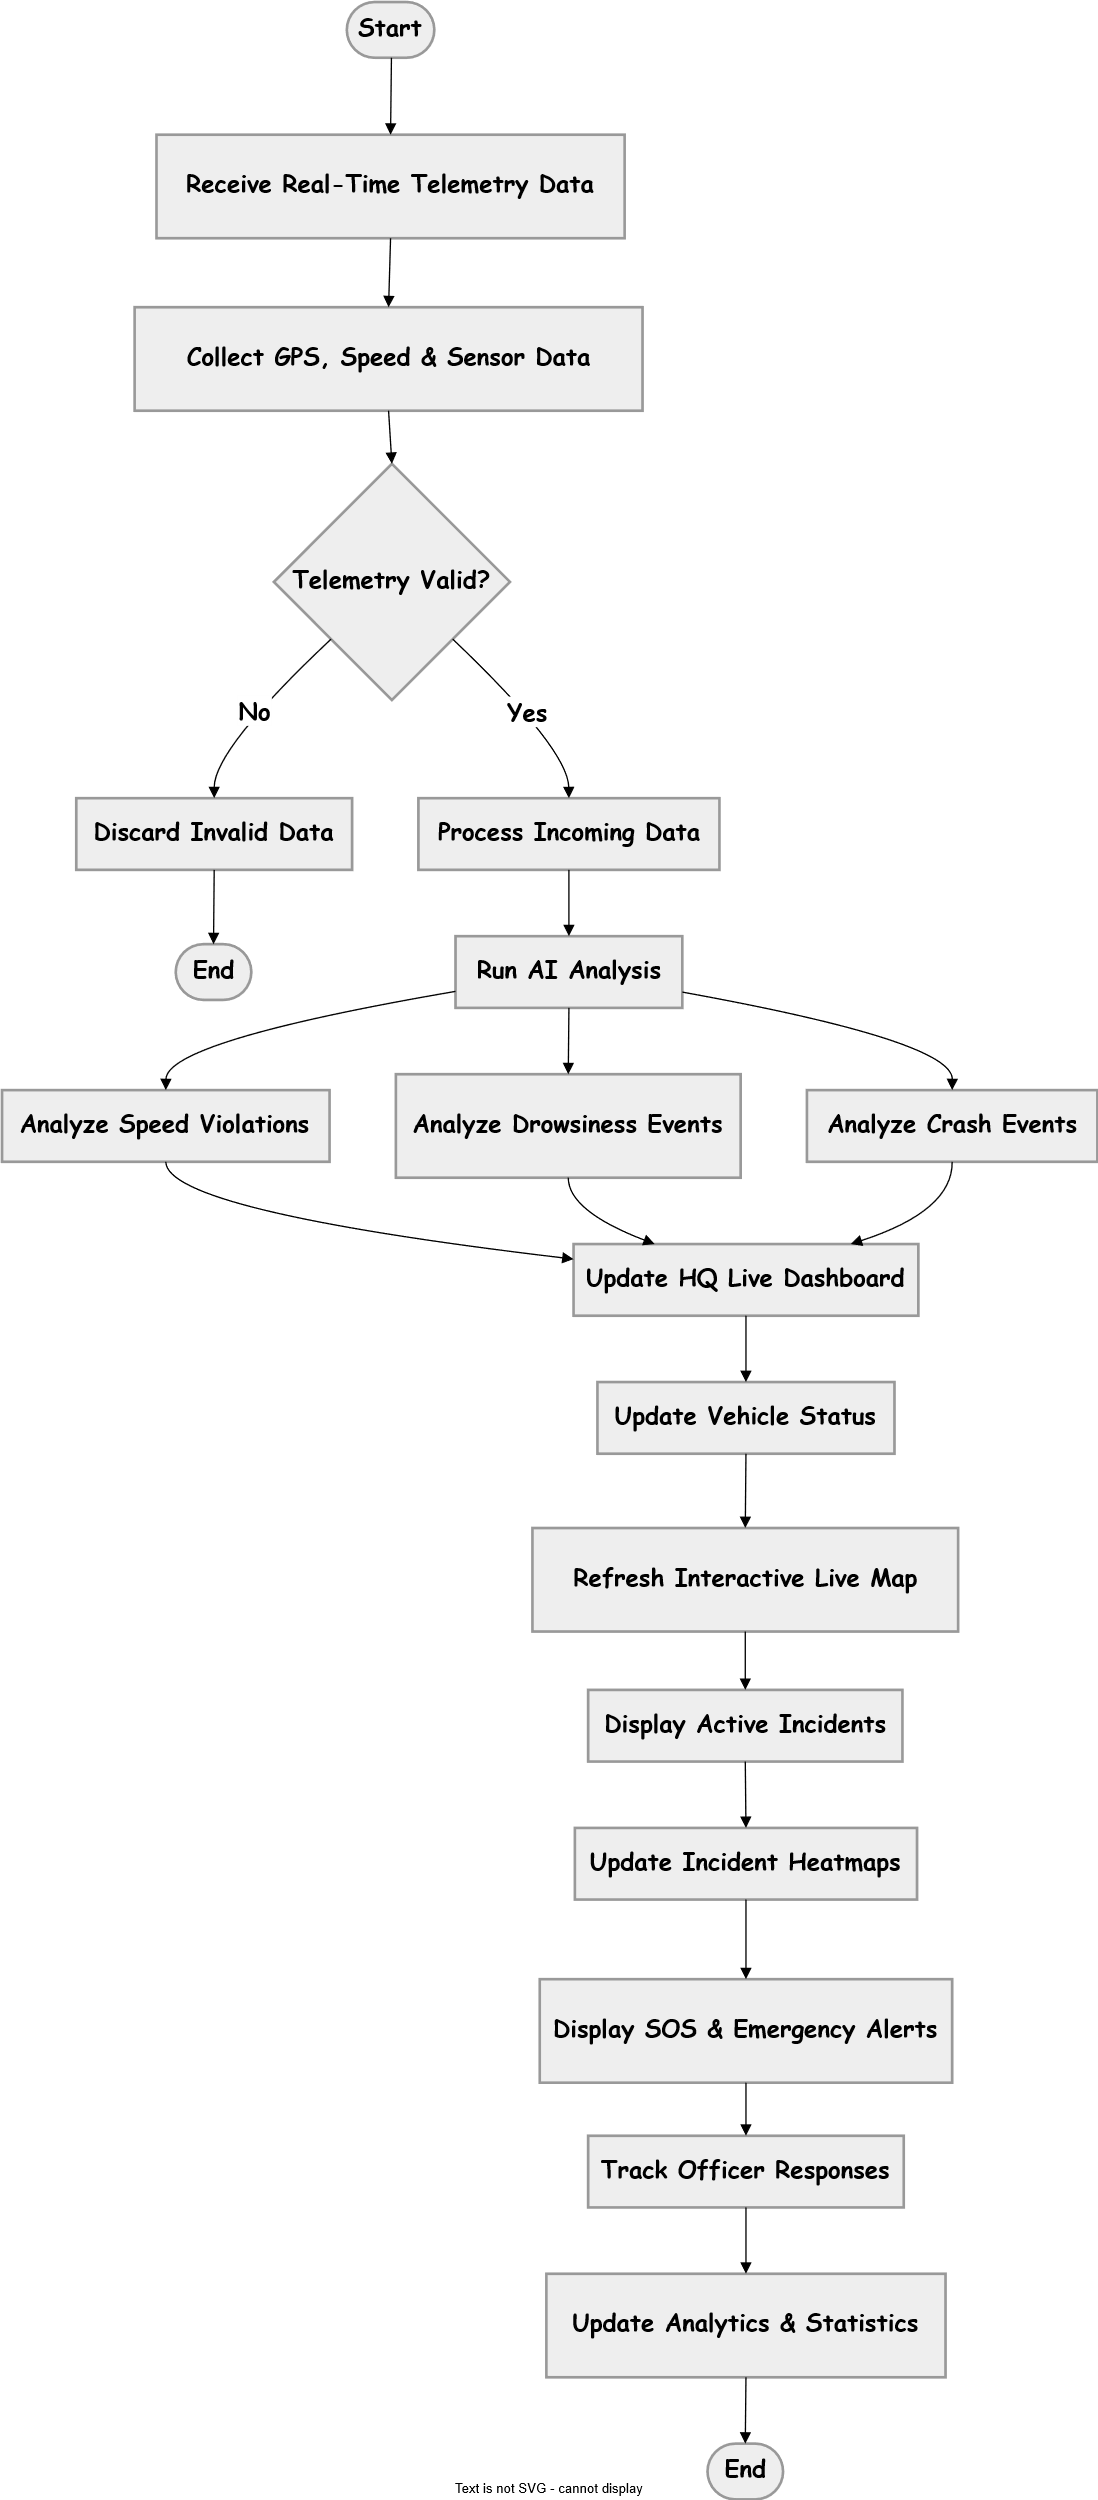 Start
Receive Real-Time Telemetry Data
Collect GPS, Speed & Sensor Data
Telemetry Valid?
No
Yes
Discard Invalid Data
Process Incoming Data
End
Run AI Analysis
Analyze Speed Violations
Analyze Drowsiness Events
Analyze Crash Events
Update HQ Live Dashboard
Update Vehicle Status
Refresh Interactive Live Map
Display Active Incidents
Update Incident Heatmaps
Display SOS & Emergency Alerts
Track Officer Responses
Update Analytics & Statistics
End
Text is not SVG - cannot display